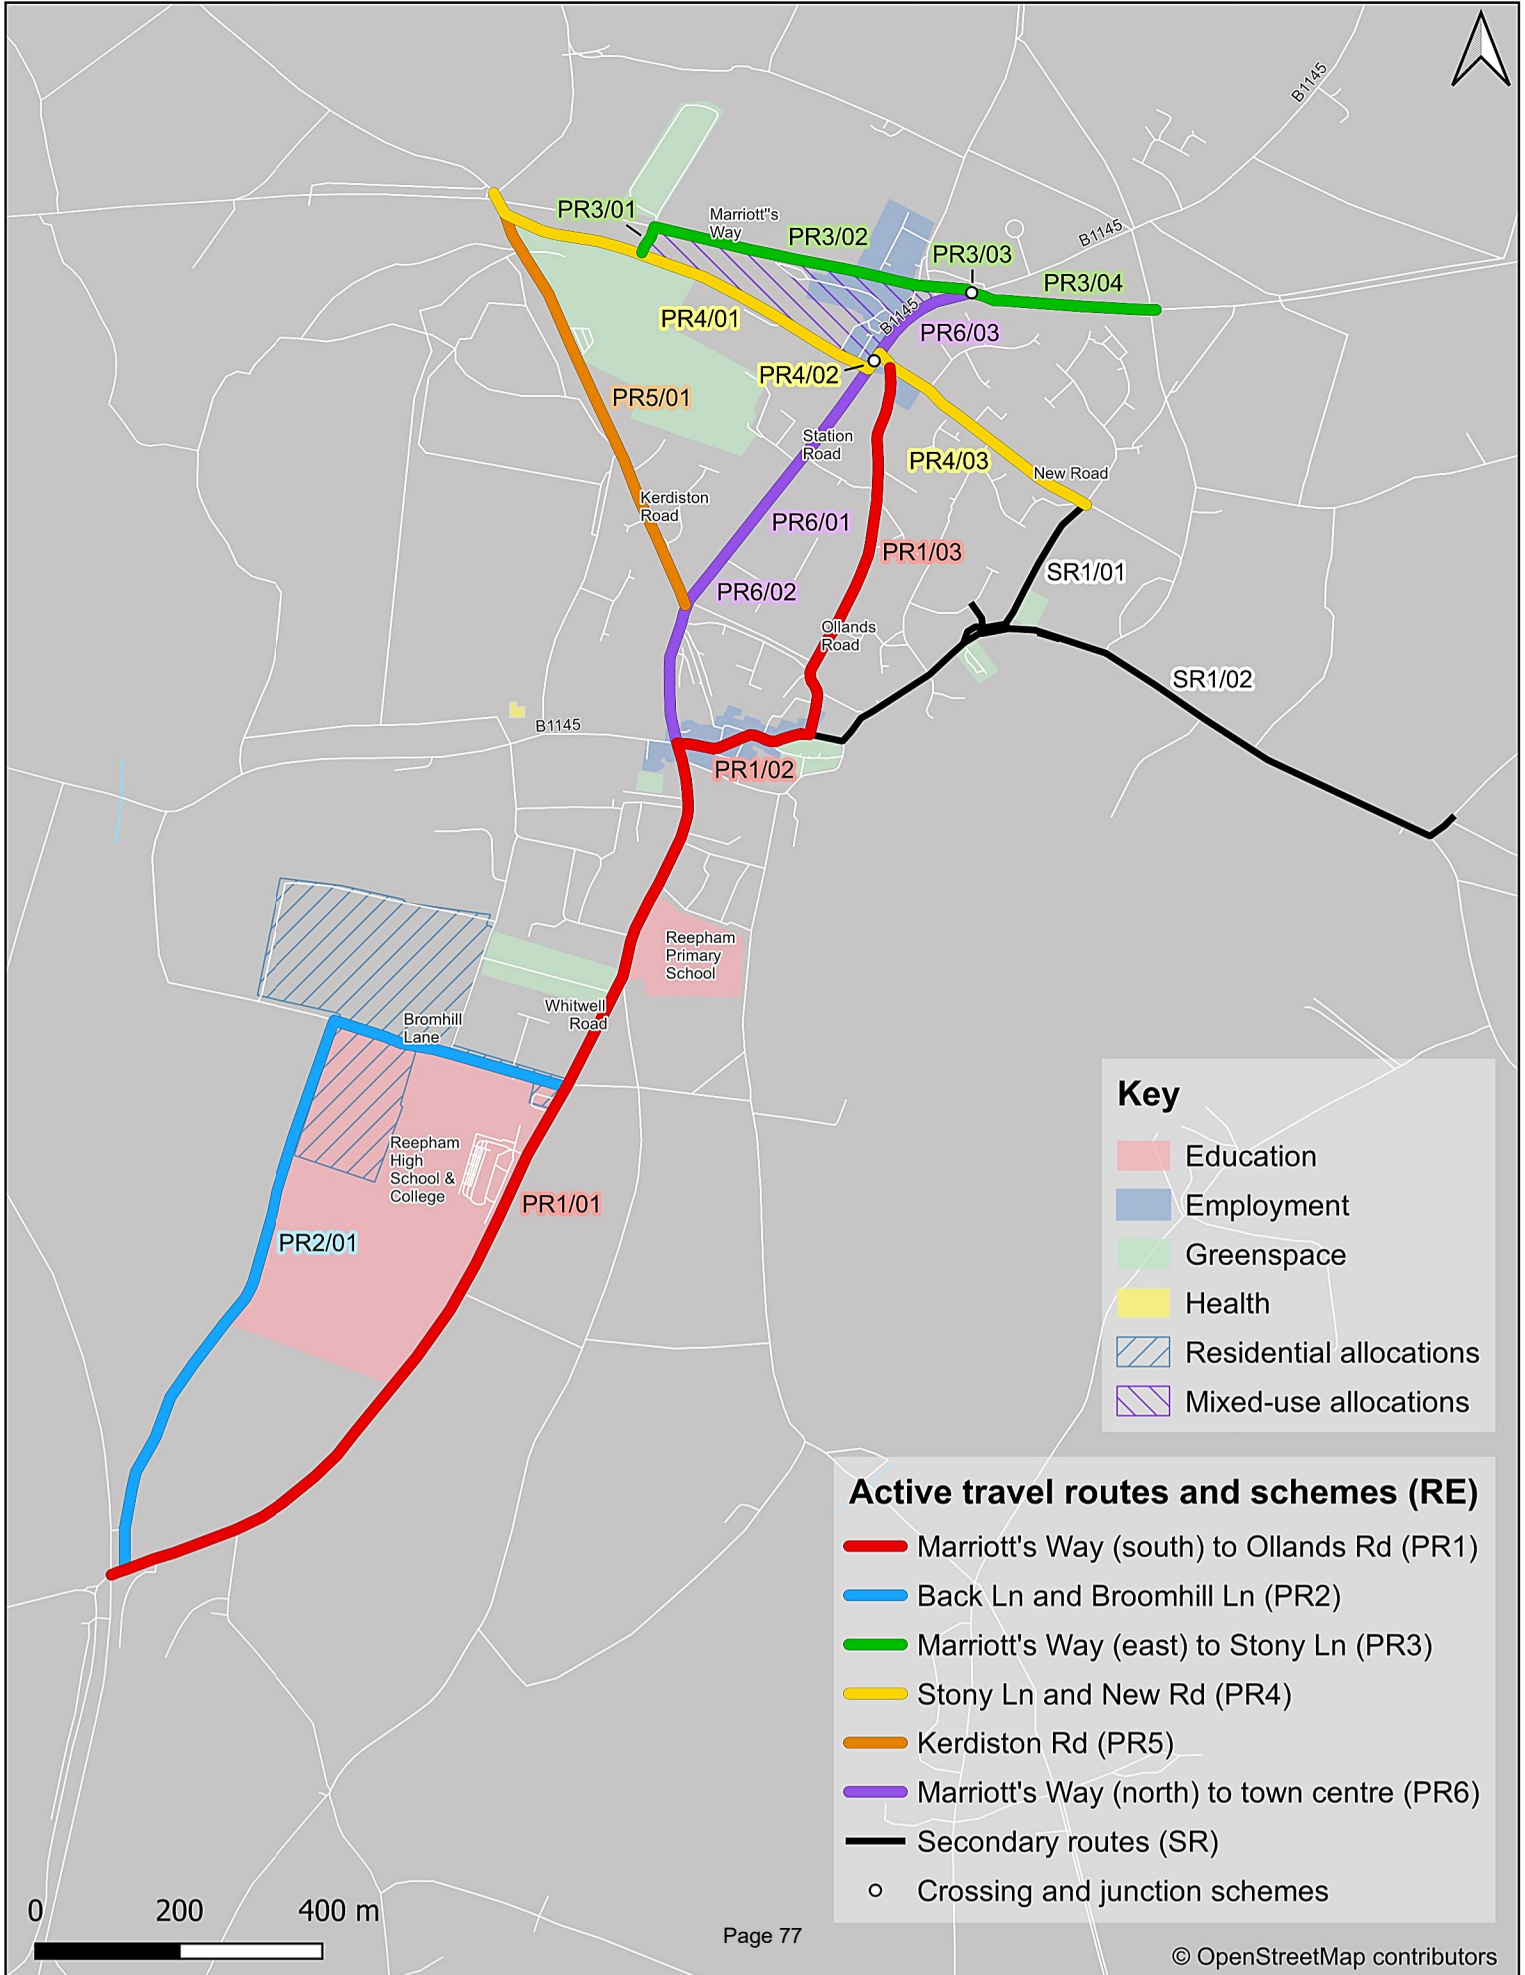 B1145
PR3/01
Marriott"s
Way
PR3/02
B1145
PR3/03
PR3/04
PR4/01
B1145
PR6/03
PR4/02
PR5/01
Station
Road
PR4/03
New Road
Kerdiston
Road
PR6/01
PR1/03
SR1/01
PR6/02
Ollands
Road
SR1/02
B1145
PR1/02
Reepham
Primary
School
Whitwell
Road
Bromhill
Lane
Reepham
High
School &
College
PR1/01
PR2/01
Key
Education
Employment
Greenspace
Health
Residential allocations
Mixed-use allocations
Active travel routes and schemes (RE)
Marriott's Way (south) to Ollands Rd (PR1)
Back Ln and Broomhill Ln (PR2)
Marriott's Way (east) to Stony Ln (PR3)
Stony Ln and New Rd (PR4)
Kerdiston Rd (PR5)
Marriott's Way (north) to town centre (PR6)
Secondary routes (SR)
Crossing and junction schemes
0 200 400 m
Page 77
© OpenStreetMap contributors